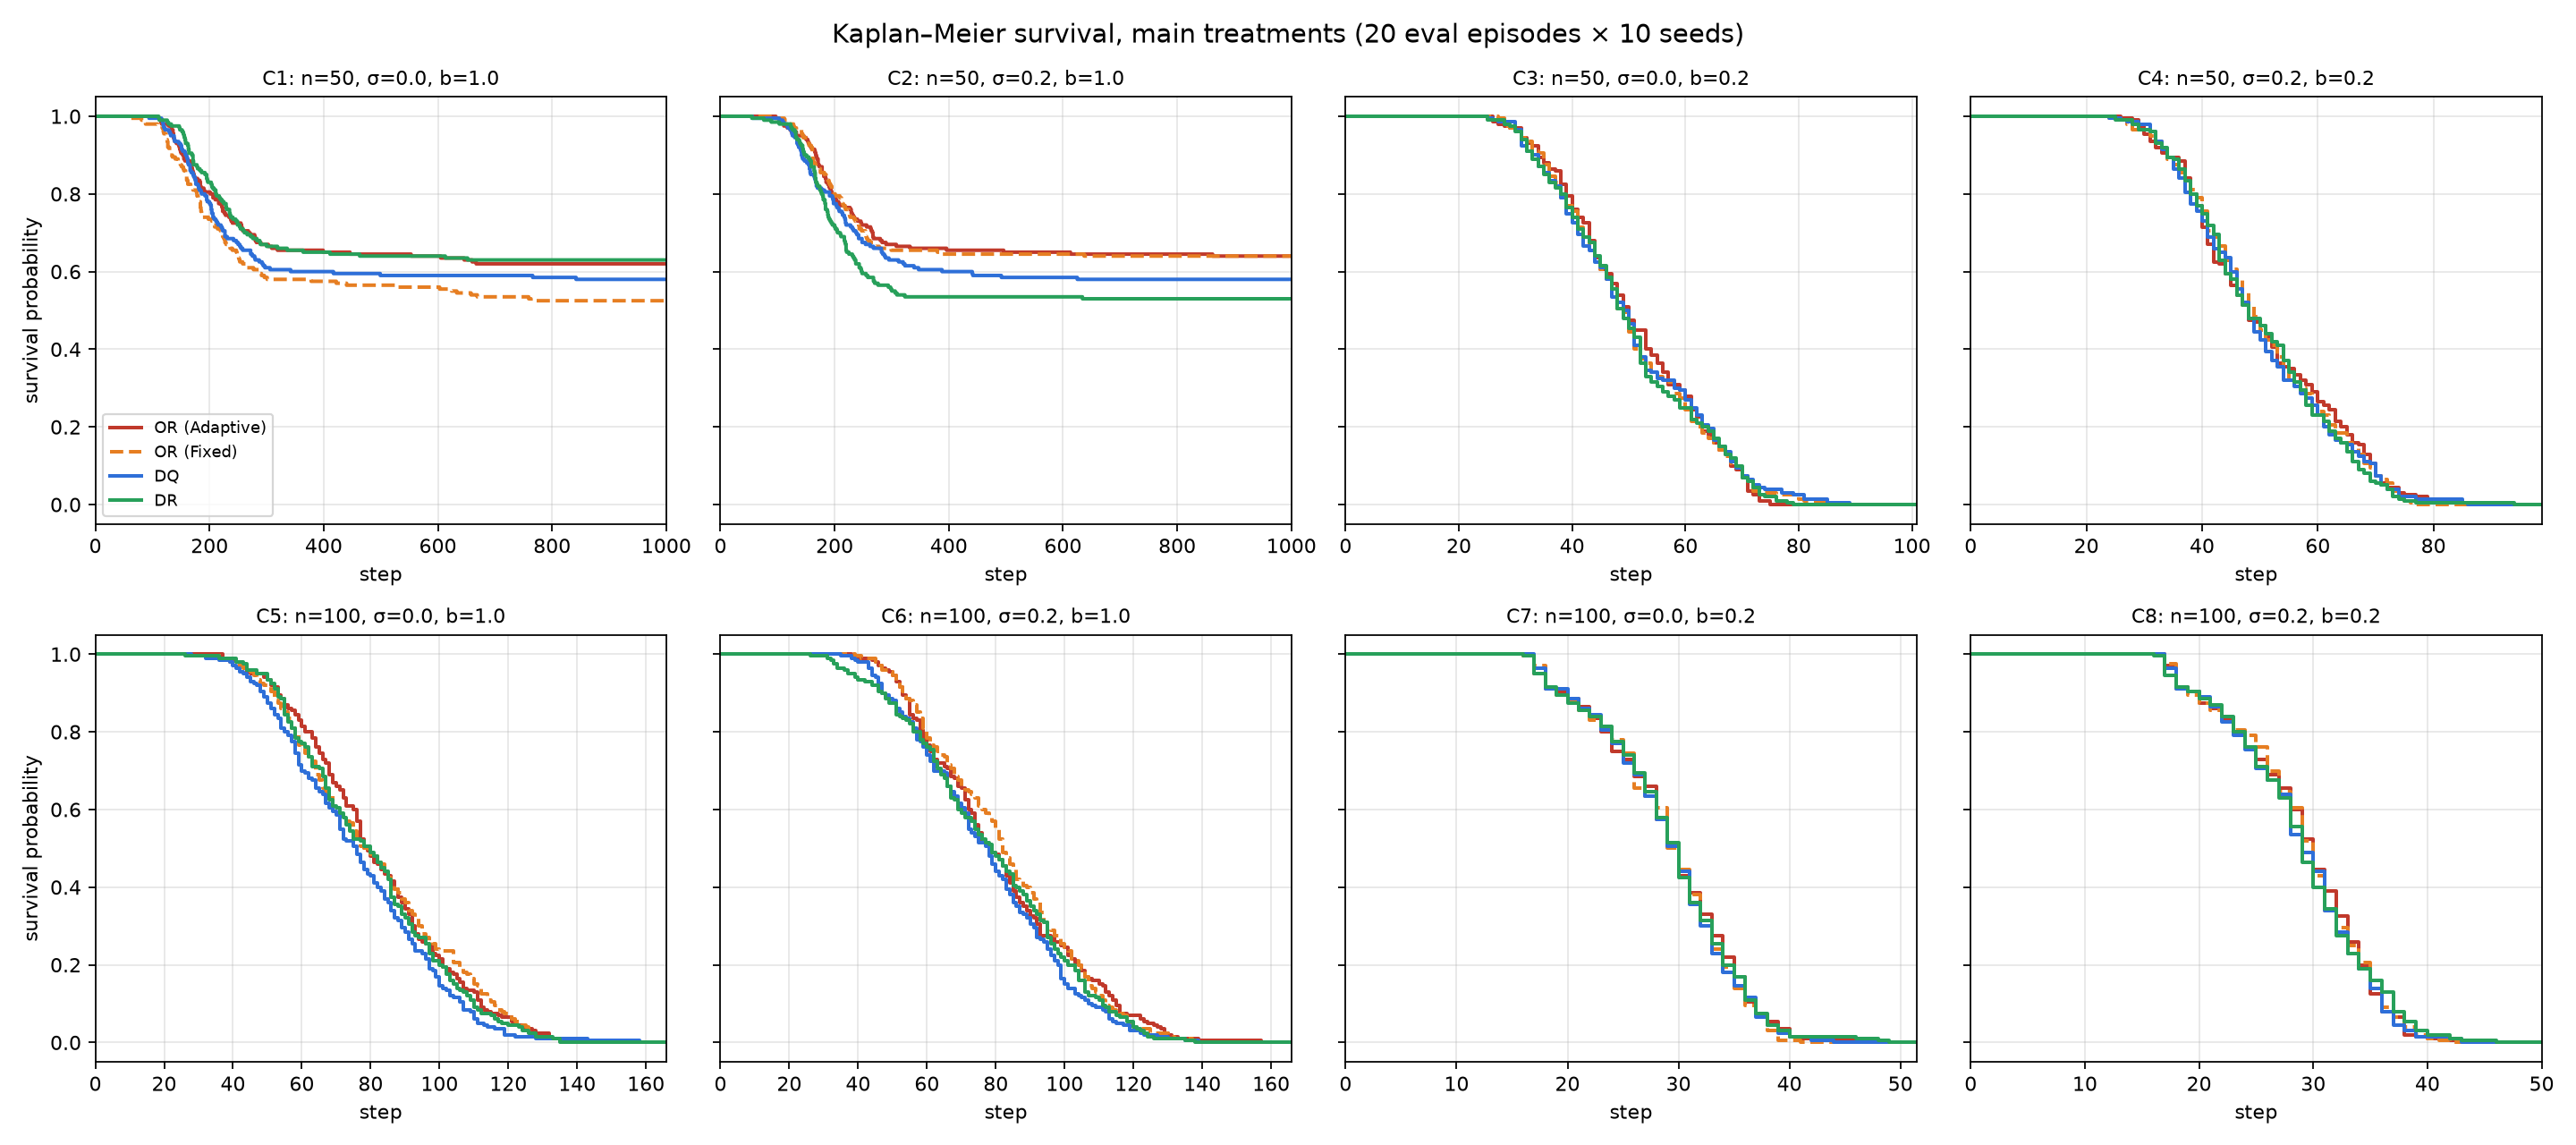 Kaplan–Meier survival, main treatments (20 eval episodes × 10 seeds)
C1: n=50, σ=0.0, b=1.0
C2: n=50, σ=0.2, b=1.0
C3: n=50, σ=0.0, b=0.2
C4: n=50, σ=0.2, b=0.2
survival probability
1.0
0.8
0.6
0.4
0.2
0.0
OR (Adaptive)
OR (Fixed)
DQ
DR
0 200 400 600 800 1000
0 200 400 600 800 1000
0 20 40 60 80 100
0 20 40 60 80
step
step
step
step
C5: n=100, σ=0.0, b=1.0
C6: n=100, σ=0.2, b=1.0
C7: n=100, σ=0.0, b=0.2
C8: n=100, σ=0.2, b=0.2
survival probability
1.0
0.8
0.6
0.4
0.2
0.0
0 20 40 60 80 100 120 140 160
0 20 40 60 80 100 120 140 160
0 10 20 30 40 50
0 10 20 30 40 50
step
step
step
step